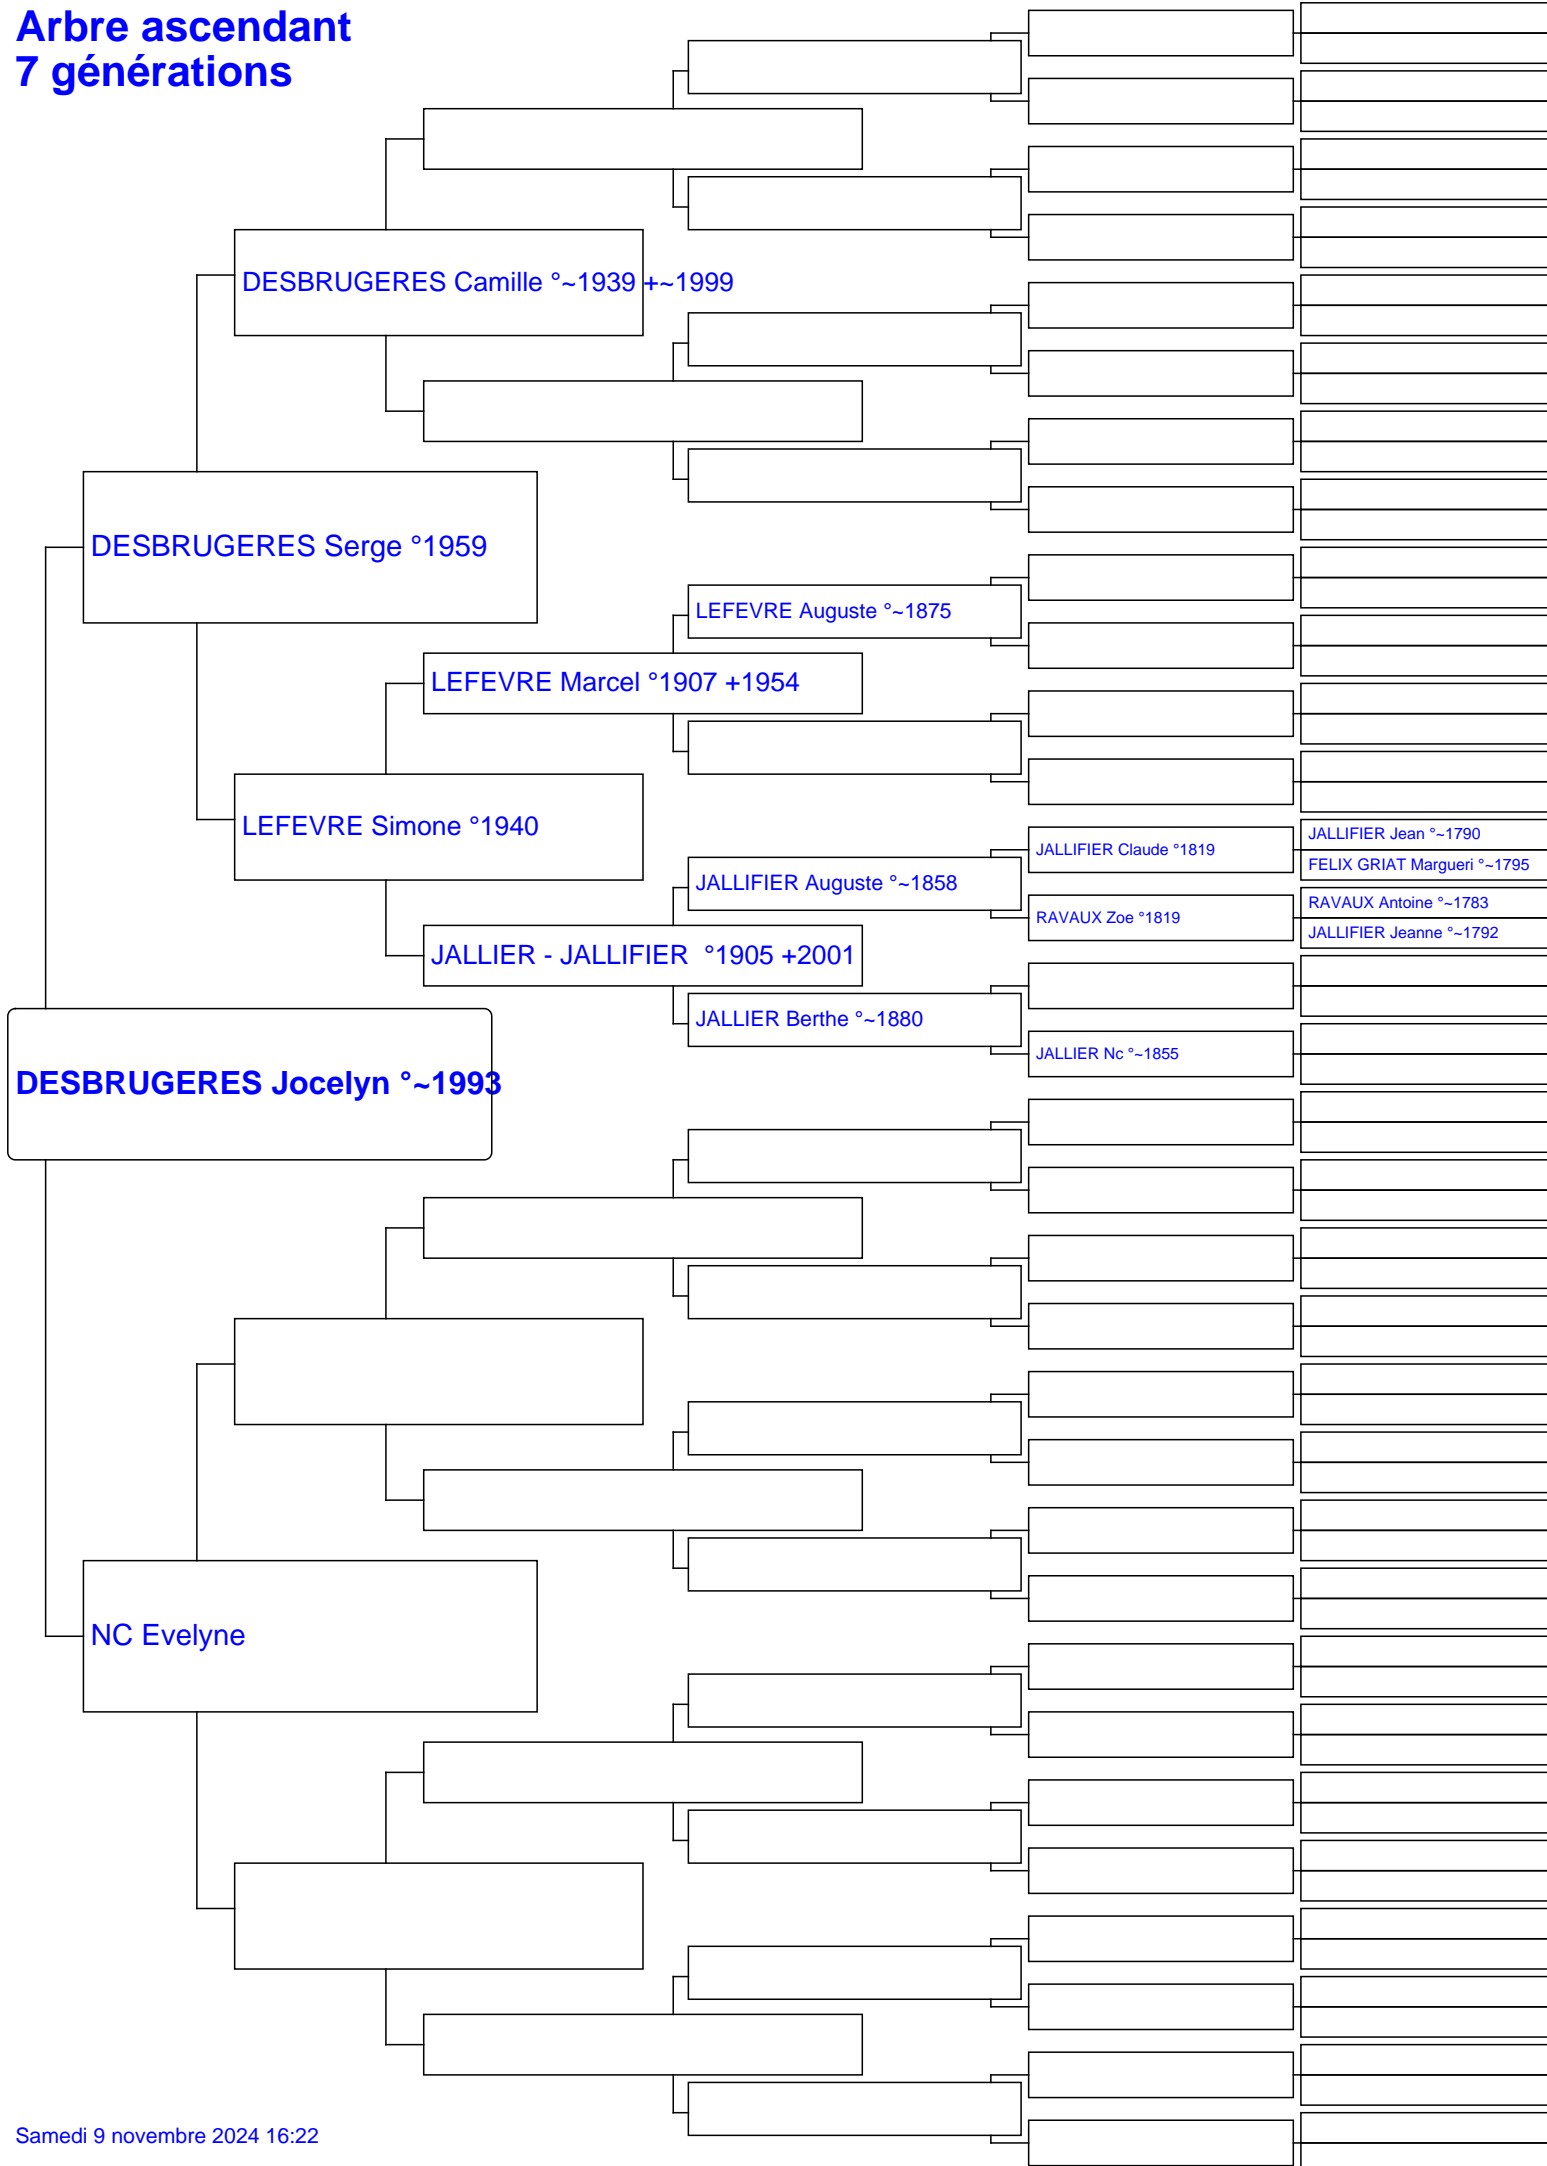 Arbre ascendant
7 générations
DESBRUGERES Camille °~1939 +~1999
DESBRUGERES Serge °1959
LEFEVRE Auguste °~1875
LEFEVRE Marcel °1907 +1954
LEFEVRE Simone °1940
JALLIFIER Jean °~1790
JALLIFIER Claude °1819
FELIX GRIAT Margueri °~1795
JALLIFIER Auguste °~1858
RAVAUX Antoine °~1783
RAVAUX Zoe °1819
JALLIFIER Jeanne °~1792
JALLIER - JALLIFIER °1905 +2001
JALLIER Berthe °~1880
JALLIER Nc °~1855
DESBRUGERES Jocelyn °~1993
NC Evelyne
Samedi 9 novembre 2024 16:22